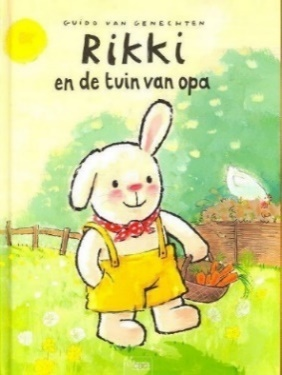 GUIDO VAN GENECHTEN
Rikki
en de tuin van opa